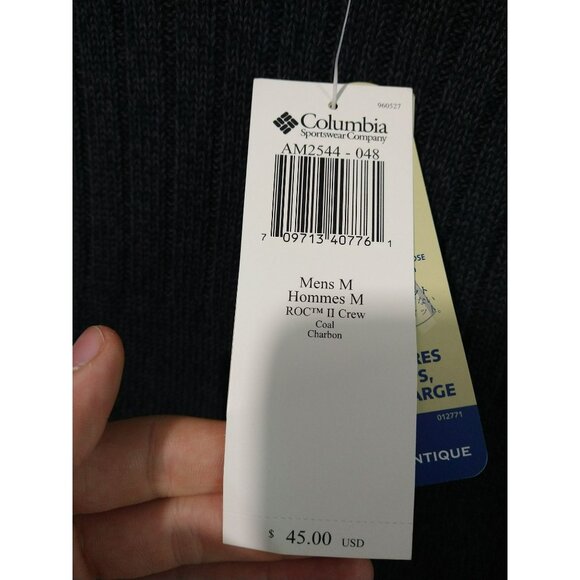 960527
Columbia
Sportswear Company
AM2544 - 048
7 09713 40776 1
Mens M
Hommes M
ROC™ II Crew
Coal
Charbon
$ 45.00 USD
OSE
RES
S,
ARGE
012771
NTIQUE